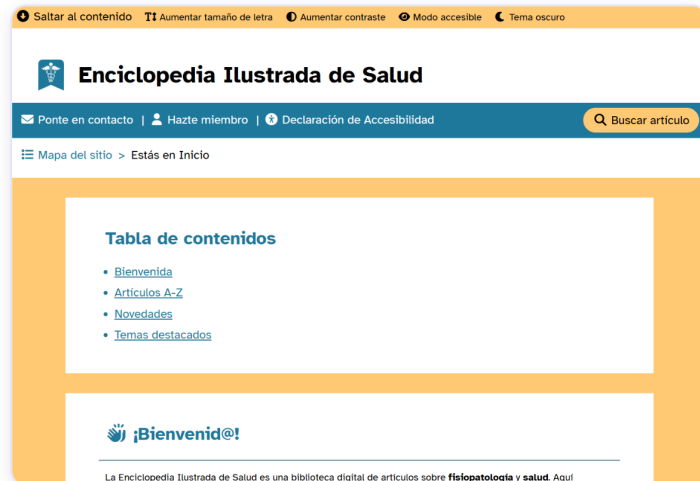 Saltar al contenido Aumentar tamaño de letra Aumentar contraste Modo accesible Tema oscuro
Enciclopedia Ilustrada de Salud
Ponte en contacto | Hazte miembro | Declaración de Accesibilidad Buscar artículo
Mapa del sitio > Estás en Inicio
Tabla de contenidos
• Bienvenida
• Artículos A-Z
• Novedades
• Temas destacados
¡Bienvenid@!
La Enciclopedia Ilustrada de Salud es una biblioteca digital de artículos sobre fisiopatología y salud. Aquí